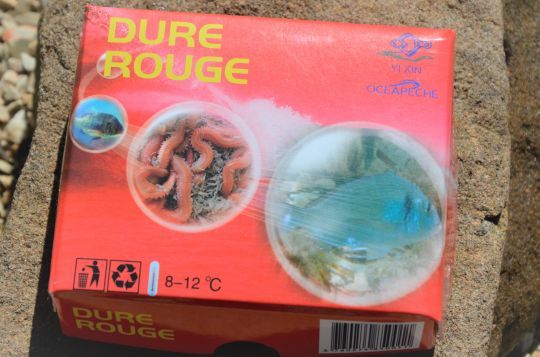 DURE
ROUGE
YI XIN
OCEAPECHE
8-12 °C
DURE
ROUGE